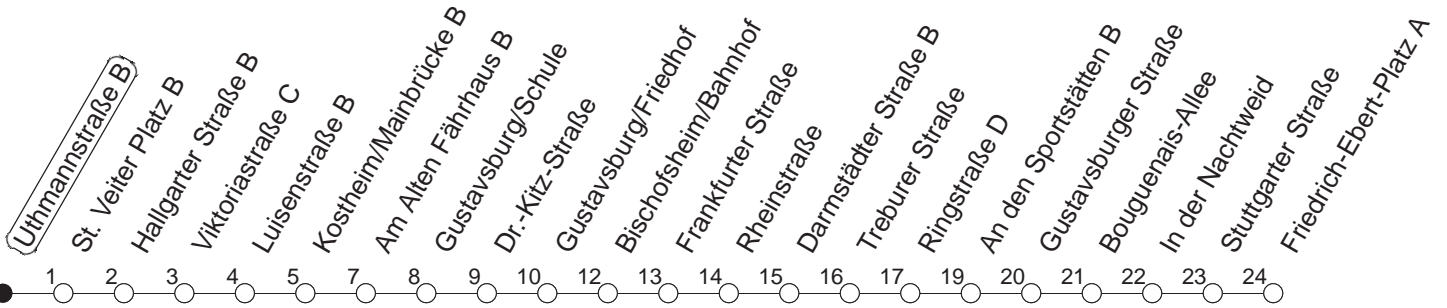 Uthmannstraße B
St. Veiter Platz B
Hallgarter Straße B
Viktoriastraße C
Luisenstraße B
Kostheim/Mainbrücke B
Am Alten Fährhaus B
Gustavsburg/Schule
Dr.-Kitz-Straße
Gustavsburg/Friedhof
Bischofsheim/Bahnhof
Frankfurter Straße
Rheinstraße
Darmstädter Straße B
Treburer Straße
Ringstraße D
An den Sportstätten B
Gustavsburger Straße
Bouguenais-Allee
In der Nachtweid
Stuttgarter Straße
Friedrich-Ebert-Platz A
1 2 3 4 5 7 8 9 10 12 13 14 15 16 17 19 20 21 22 23 24